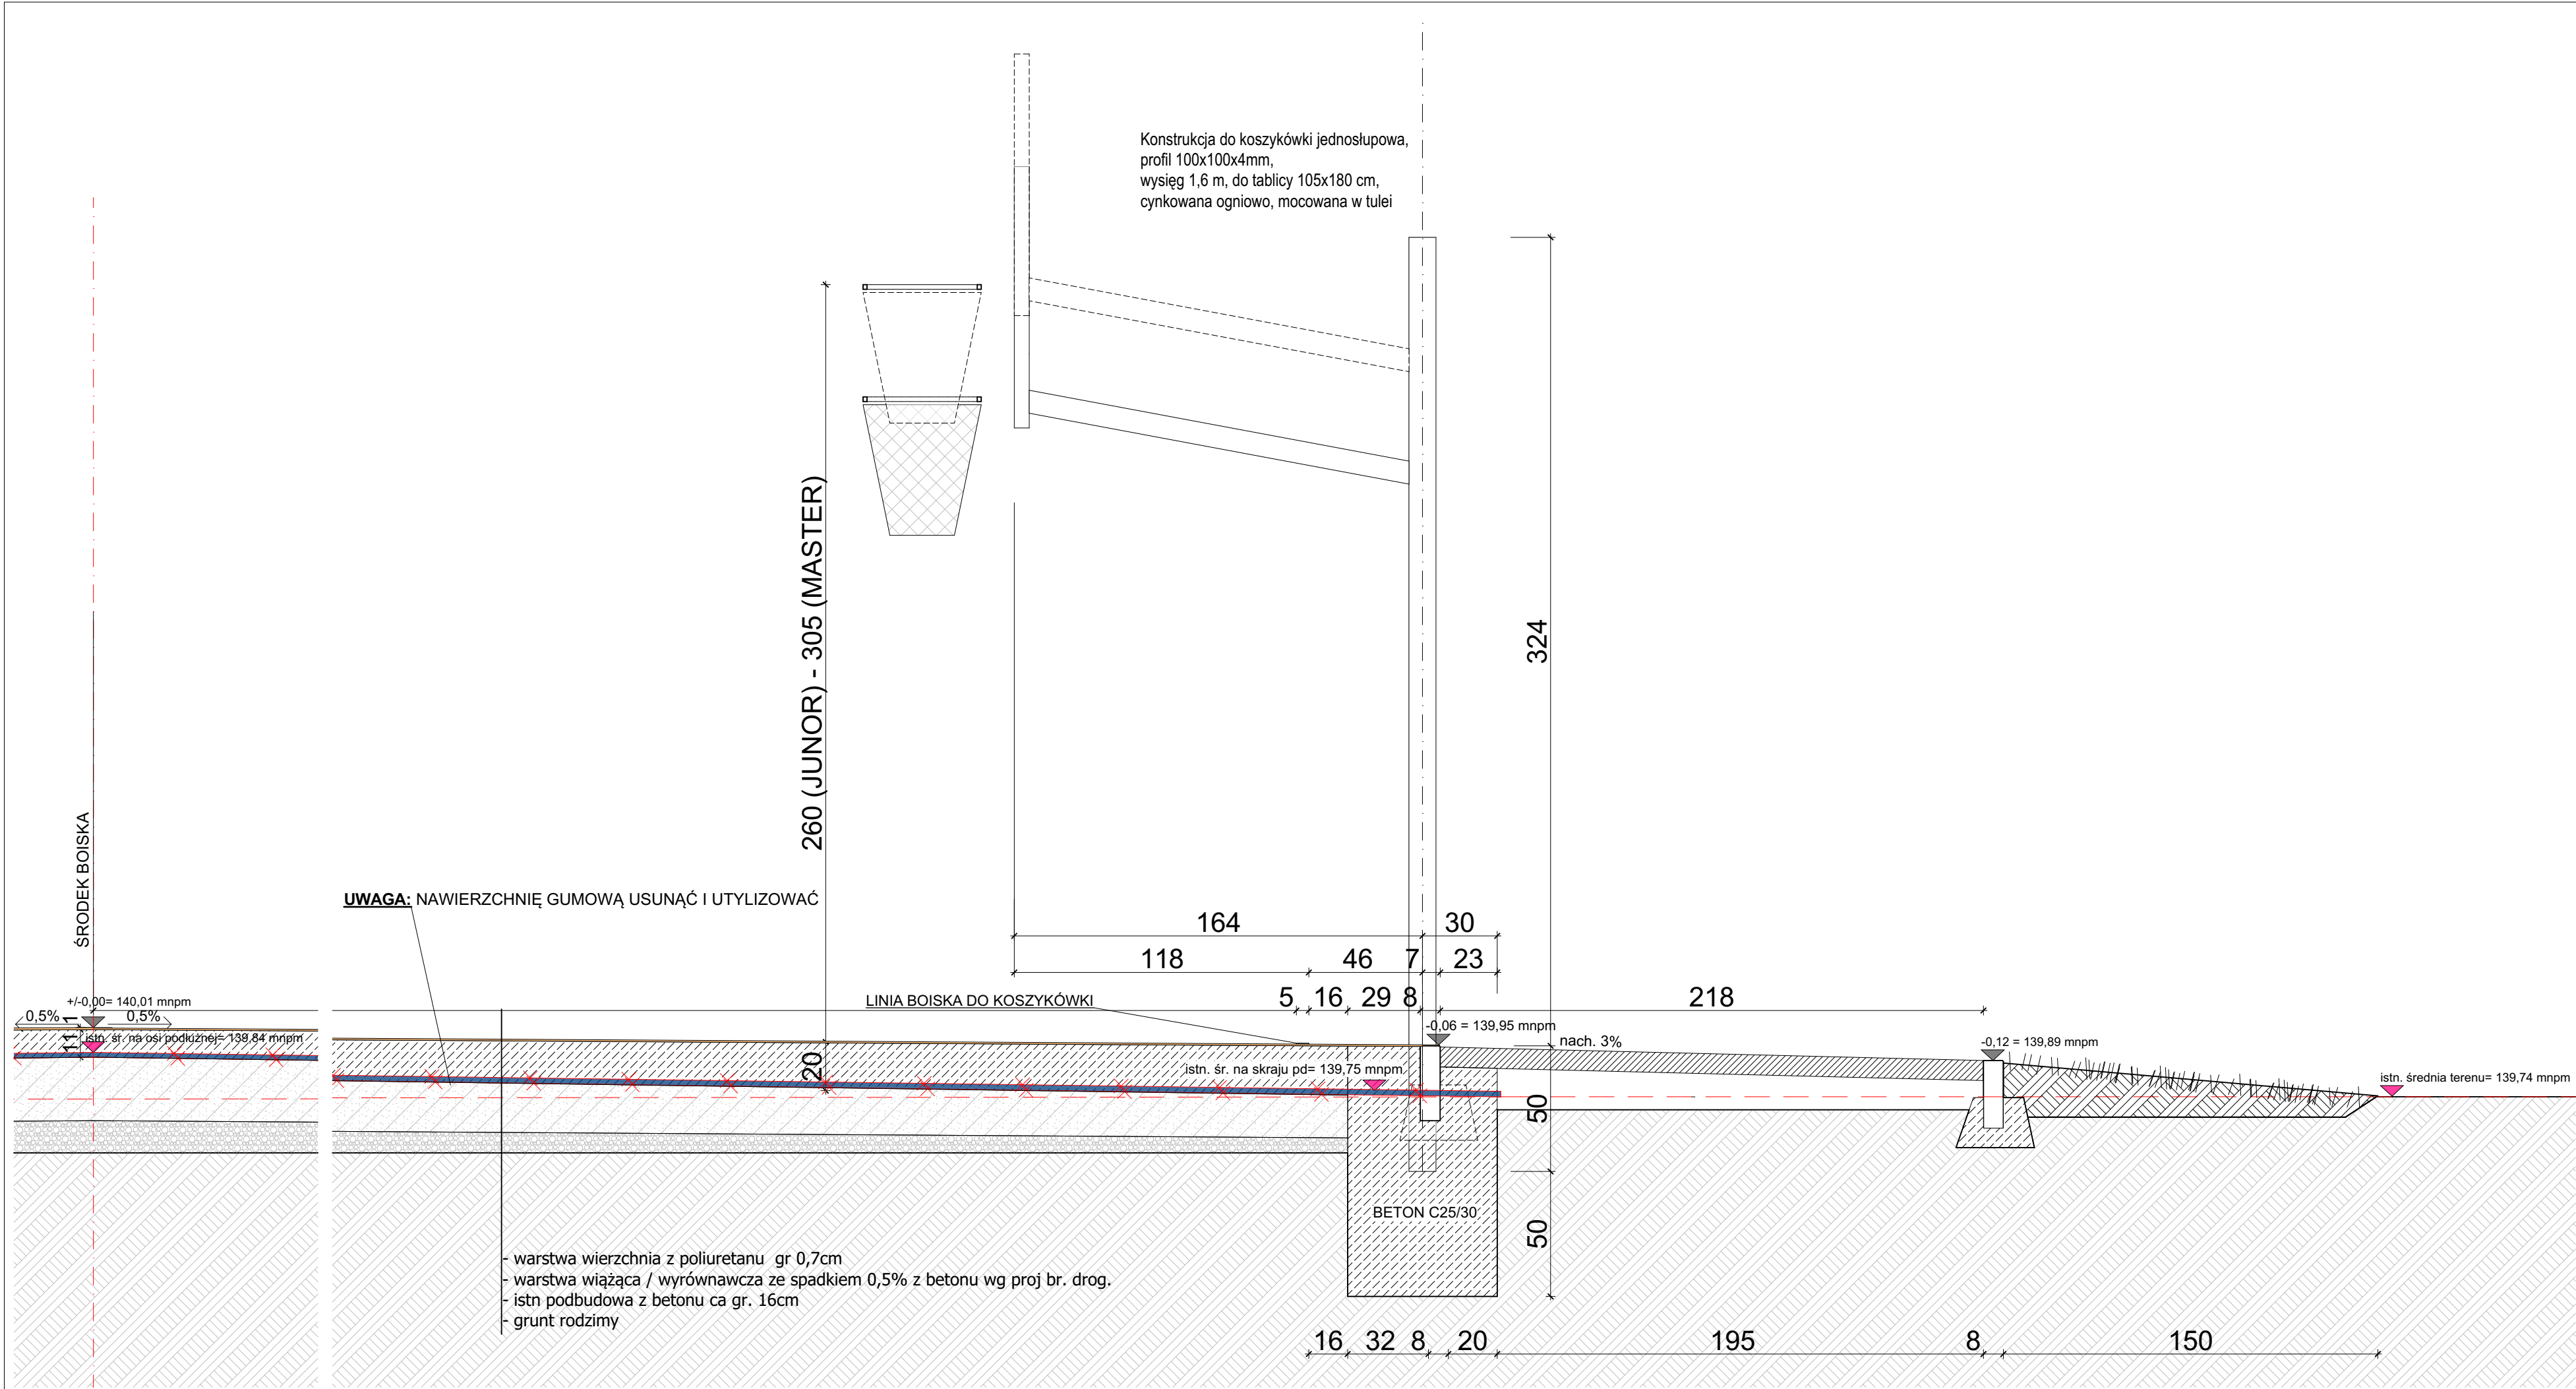 Konstrukcja do koszykówki jednosłupowa,
profil 100x100x4mm,
wysięg 1,6 m, do tablicy 105x180 cm,
cynkowana ogniowo, mocowana w tulei
260 (JUNOR) - 305 (MASTER)
324
ŚRODEK BOISKA
UWAGA: NAWIERZCHNIĘ GUMOWĄ USUNĄĆ I UTYLIZOWAĆ
164 30
118 46 7 23
LINIA BOISKA DO KOSZYKÓWKI
5 16 29 8 218
+/-0,00= 140,01 mnpm
0,5% 0,5%
11
1
istn. śr. na osi podłużnej= 139,84 mnpm
20
-0,06 = 139,95 mnpm
nach. 3%
-0,12 = 139,89 mnpm
istn. śr. na skraju pd= 139,75 mnpm
istn. średnia terenu= 139,74 mnpm
50
BETON C25/30
50
- warstwa wierzchnia z poliuretanu gr 0,7cm
- warstwa wiążąca / wyrównawcza ze spadkiem 0,5% z betonu wg proj br. drog.
- istn podbudowa z betonu ca gr. 16cm
- grunt rodzimy
16 32 8 20 195 8 150